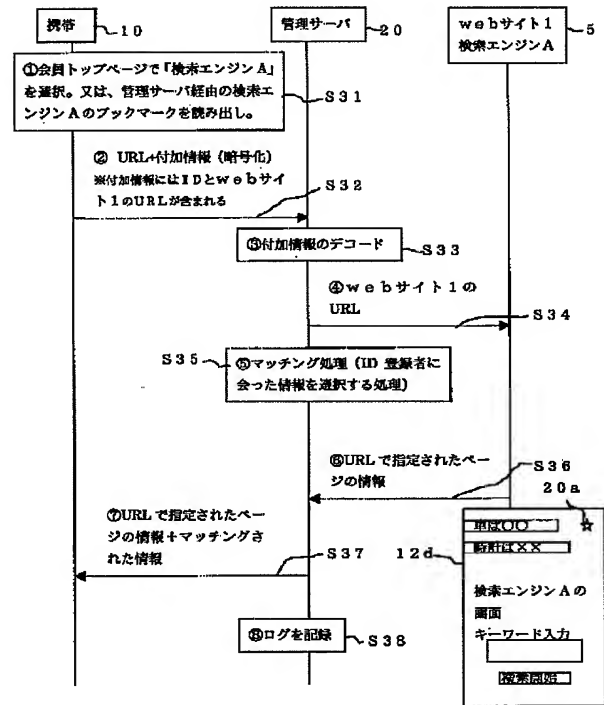 携帯
10
管理サーバ
20
webサイト1
検索エンジンA
5
①会員トップページで「検索エンジンA」
を選択。又は、管理サーバ経由の検索エ
ンジンAのブックマークを読み出し。
S31
② URL+付加情報(暗号化)
※付加情報にはIDとwebサイ
ト1のURLが含まれる
S32
③付加情報のデコード
S33
④webサイト1の
URL
S34
S35
⑤マッチング処理(ID登録者に
会った情報を選択する処理)
⑥URLで指定されたペー
ジの情報
S36
20a
⑦URLで指定されたペー
ジの情報+マッチングさ
れた情報
S37
12d
車は○○
☆
時計は××
検索エンジンAの
画面
キーワード入力
検索開始
⑧ログを記録
S38